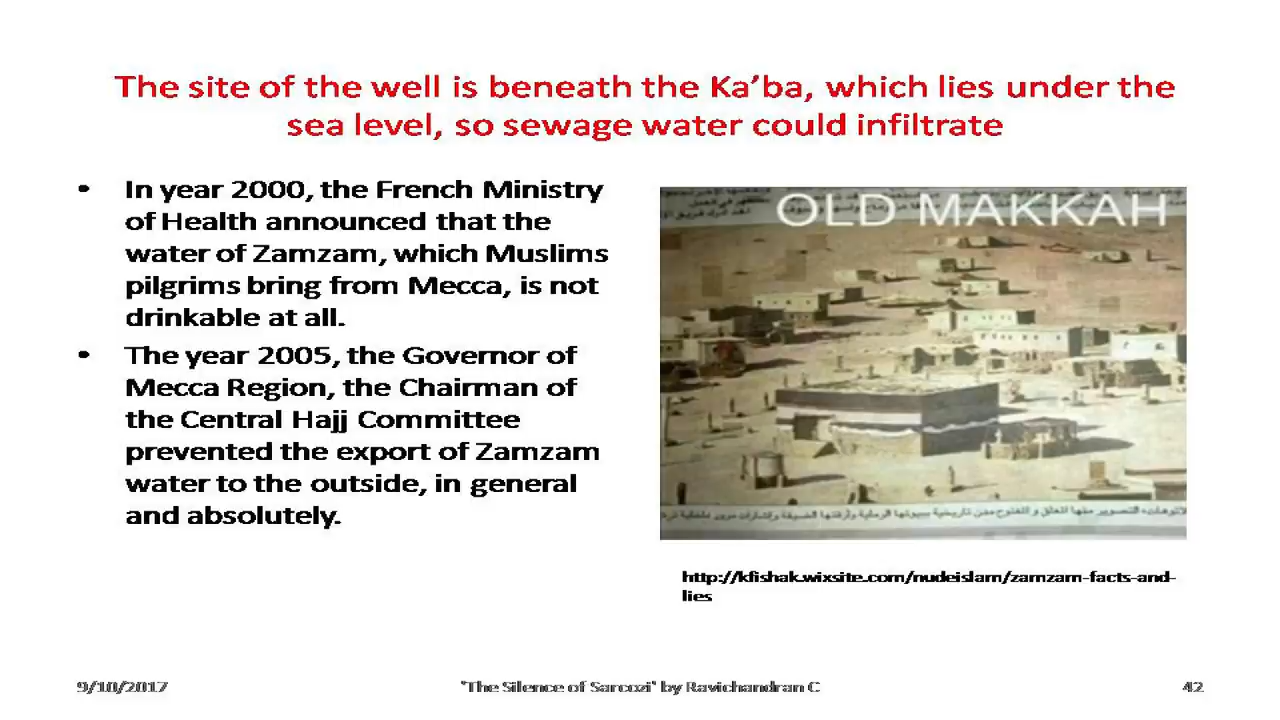 The site of the well is beneath the Ka’ba, which lies under the
sea level, so sewage water could infiltrate
• In year 2000, the French Ministry
of Health announced that the
water of Zamzam, which Muslims
pilgrims bring from Mecca, is not
drinkable at all.
• The year 2005, the Governor of
Mecca Region, the Chairman of
the Central Hajj Committee
prevented the export of Zamzam
water to the outside, in general
and absolutely.
OLD MAKKAH
http://kfishak.wixsite.com/nudeislam/zamzam-facts-and-
lies
9/10/2017
'The Silence of Sarcozi' by Ravichandran C
42